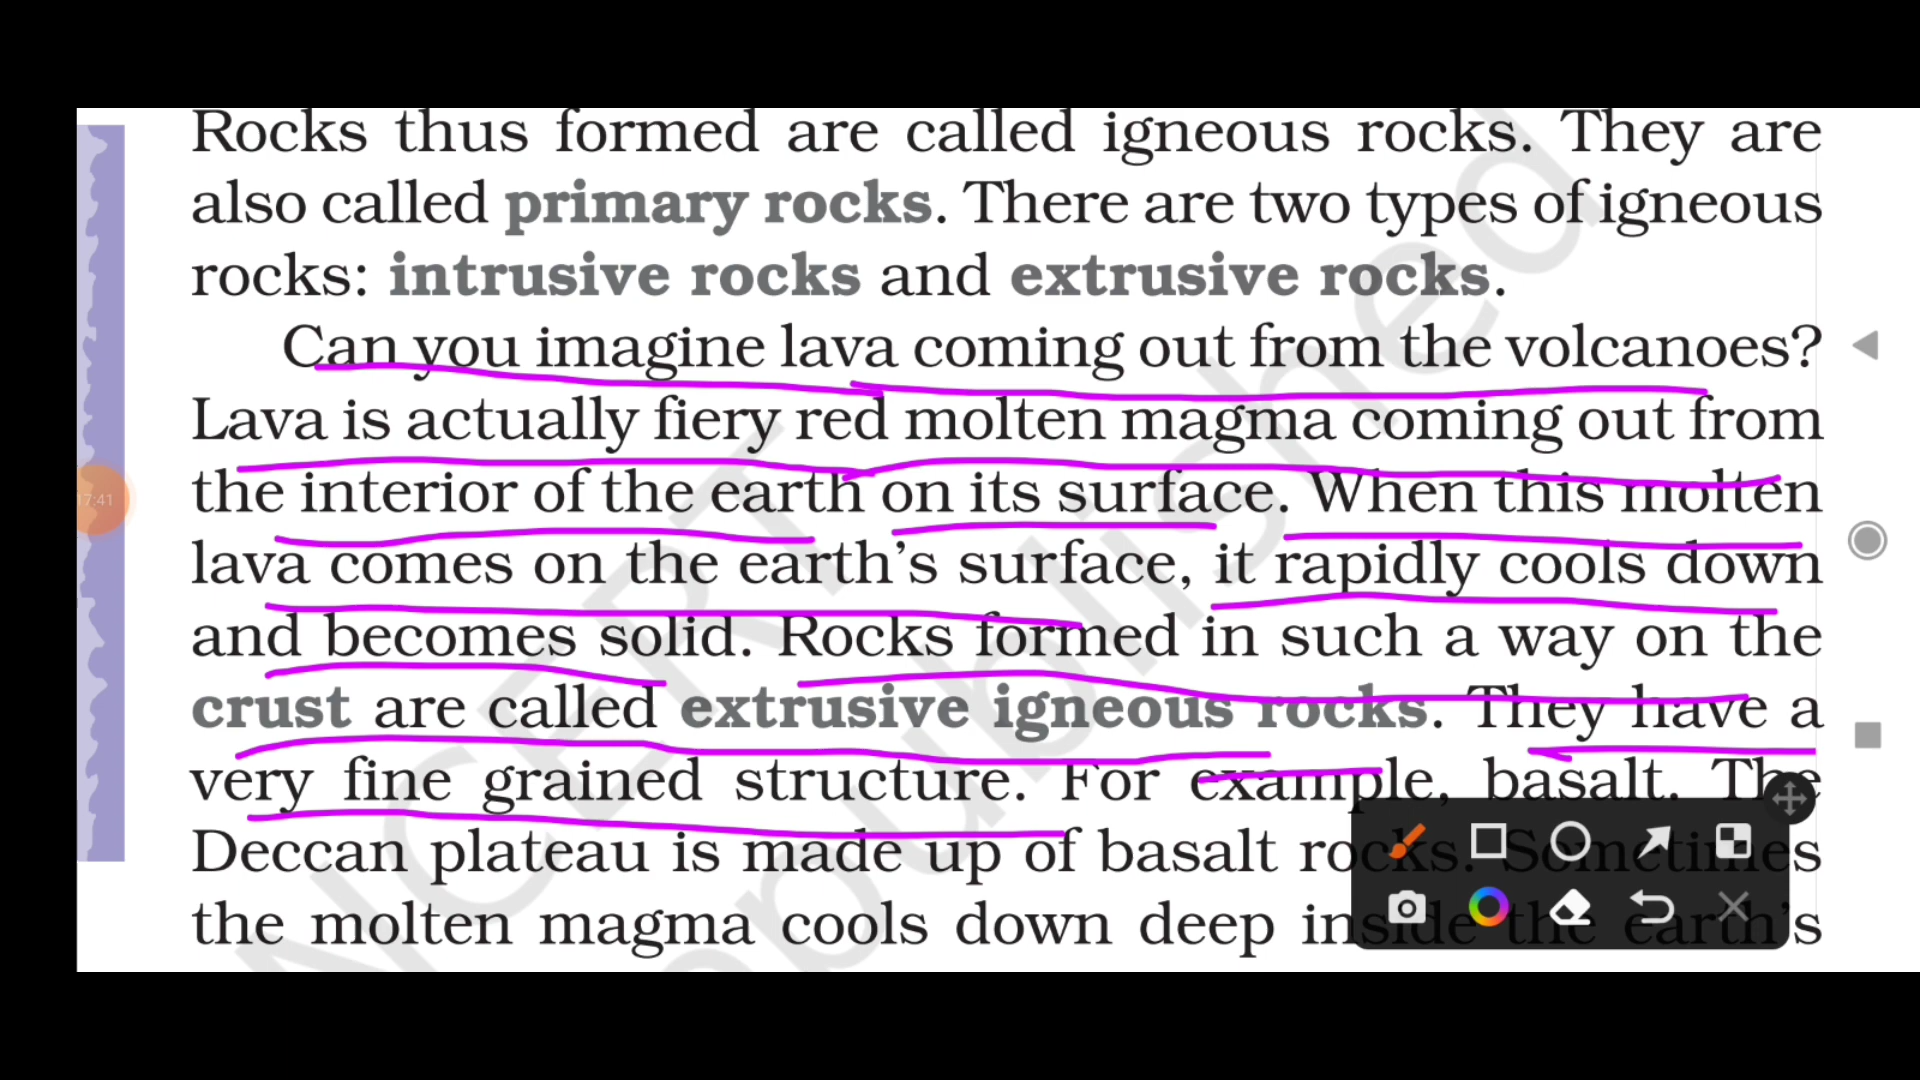 Rocks thus formed are called igneous rocks. They are
also called primary rocks. There are two types of igneous
rocks: intrusive rocks and extrusive rocks.
Can you imagine lava coming out from the volcanoes?
Lava is actually fiery red molten magma coming out from
the interior of the earth on its surface. When this molten
17:41
lava comes on the earth's surface, it rapidly cools down
and becomes solid. Rocks formed in such a way on the
crust are called extrusive igneous rocks. They have a
very fine grained structure. For example, basalt. The
Deccan plateau is made up of basalt rocks. Sometimes
the molten magma cools down deep inside the earth's
NCERT
republished